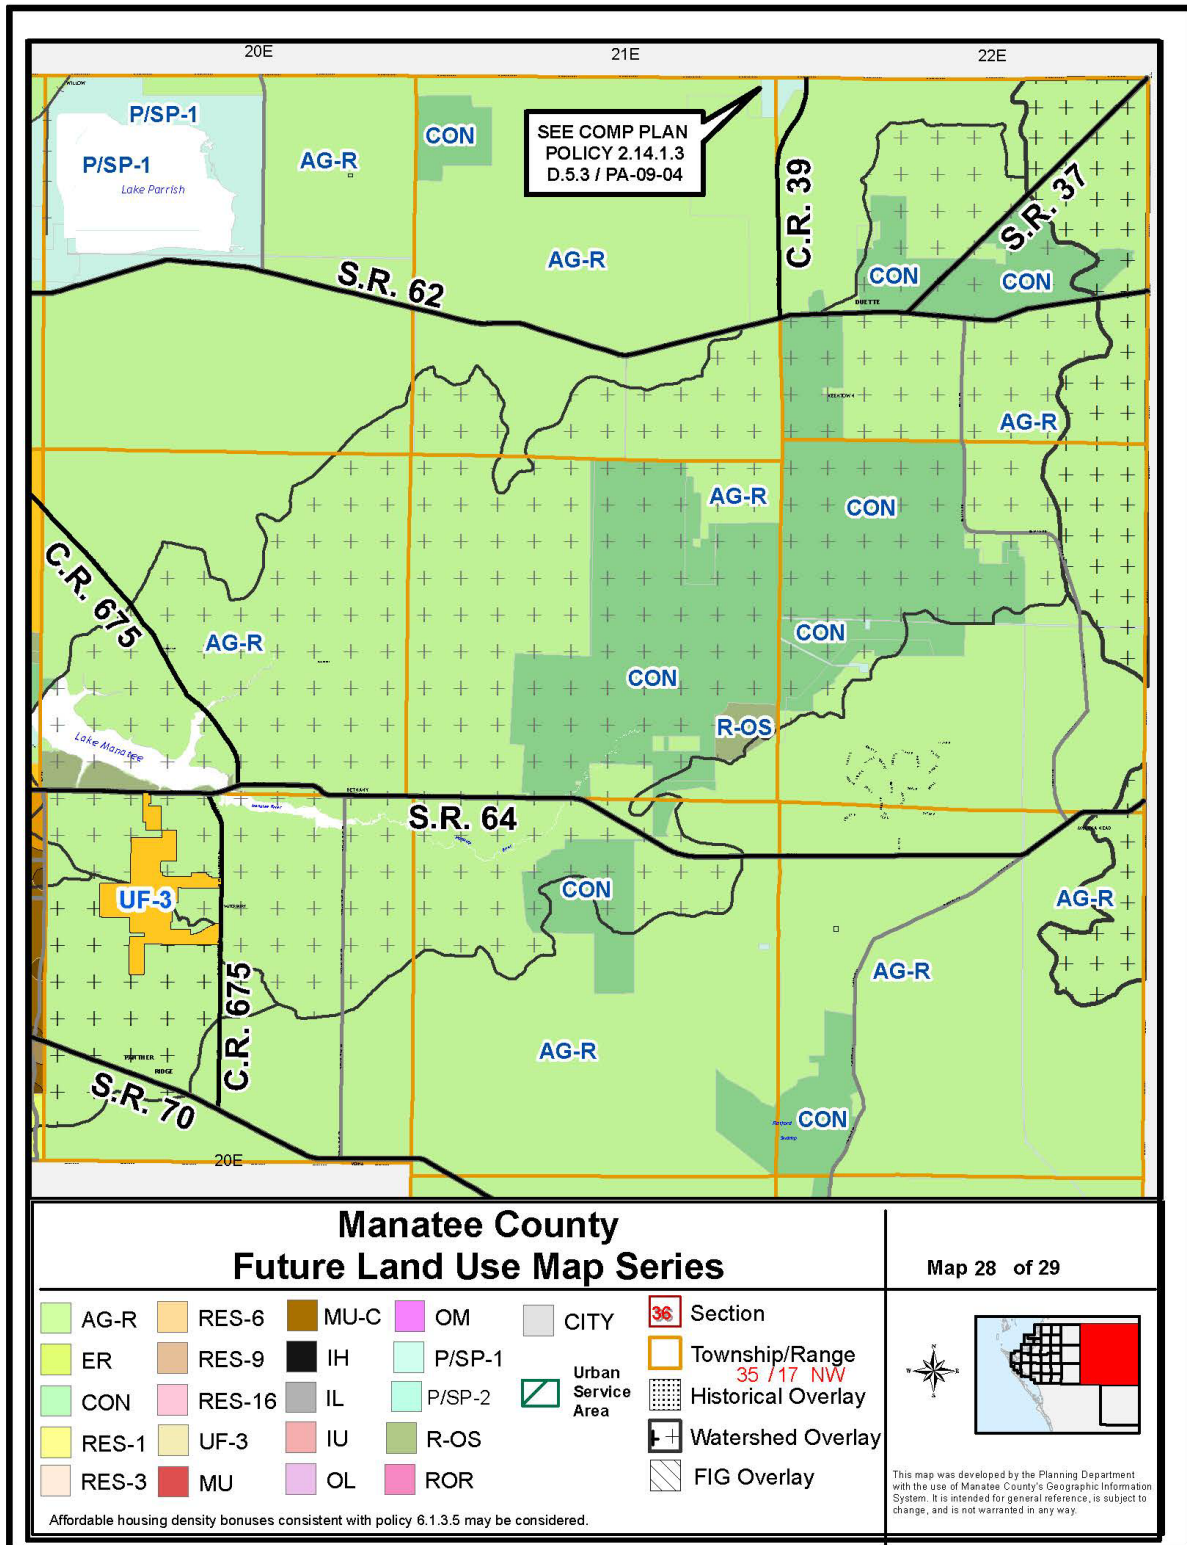 20E
21E
22E
WILLOW
P/SP-1
P/SP-1
Lake Parrish
AG-R
CON
SEE COMP PLAN
POLICY 2.14.1.3
D.5.3 / PA-09-04
C.R. 39
S.R. 37
AG-R
S.R. 62
CON
CON
DUETTE
KEENTOWN
AG-R
AG-R
CON
C.R. 675
AG-R
CON
CON
R-OS
Lake Manatee
BETHANY
S.R. 64
UF-3
CON
AG-R
AG-R
C.R. 675
AG-R
PANTHER
RIDGE
S.R. 70
CON
Flatford
Swamp
20E
Manatee County
Future Land Use Map Series
Map 28 of 29
AG-R
ER
CON
RES-1
RES-3
RES-6
RES-9
RES-16
UF-3
MU
MU-C
IH
IL
IU
OL
OM
P/SP-1
P/SP-2
R-OS
ROR
CITY
Urban
Service
Area
36 Section
Township/Range
35 / 17 NW
Historical Overlay
Watershed Overlay
FIG Overlay
N
W E
S
This map was developed by the Planning Department
with the use of Manatee County's Geographic Information
System. It is intended for general reference, is subject to
change, and is not warranted in any way.
Affordable housing density bonuses consistent with policy 6.1.3.5 may be considered.